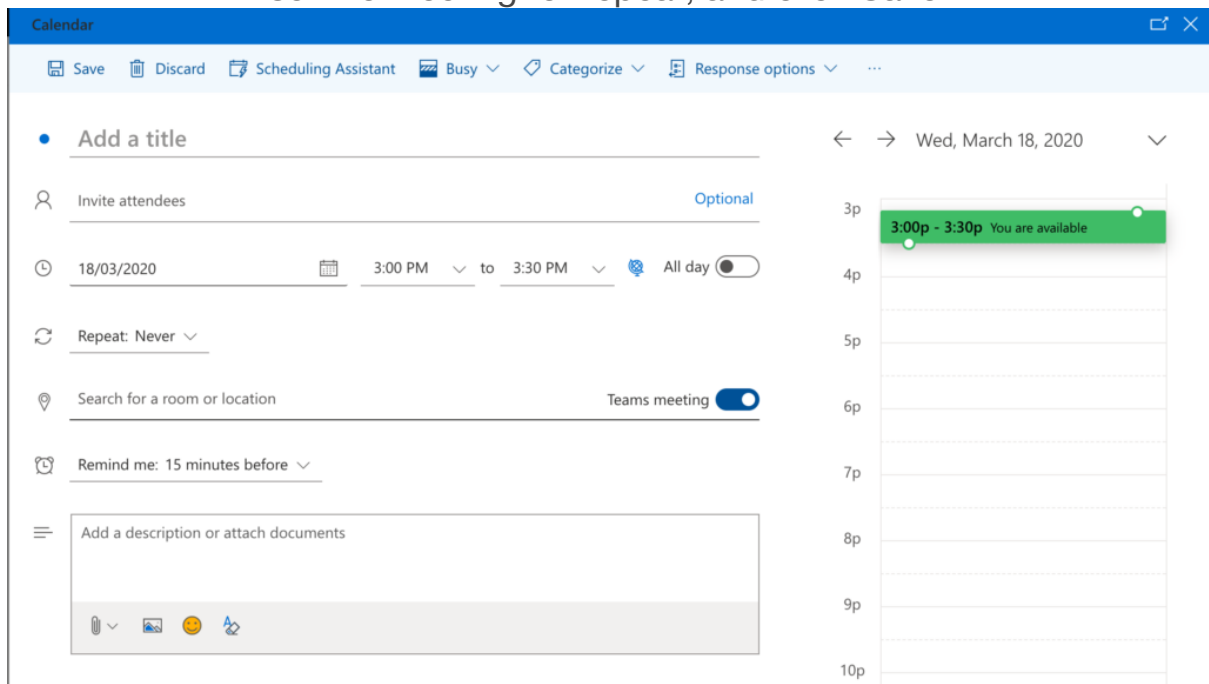 Calendar
Save Discard Scheduling Assistant Busy Categorize Response options ...
Add a title
Invite attendees Optional
18/03/2020 3:00 PM to 3:30 PM All day
Repeat: Never
Search for a room or location Teams meeting
Remind me: 15 minutes before
Add a description or attach documents
Wed, March 18, 2020
3p
3:00p - 3:30p You are available
4p
5p
6p
7p
8p
9p
10p